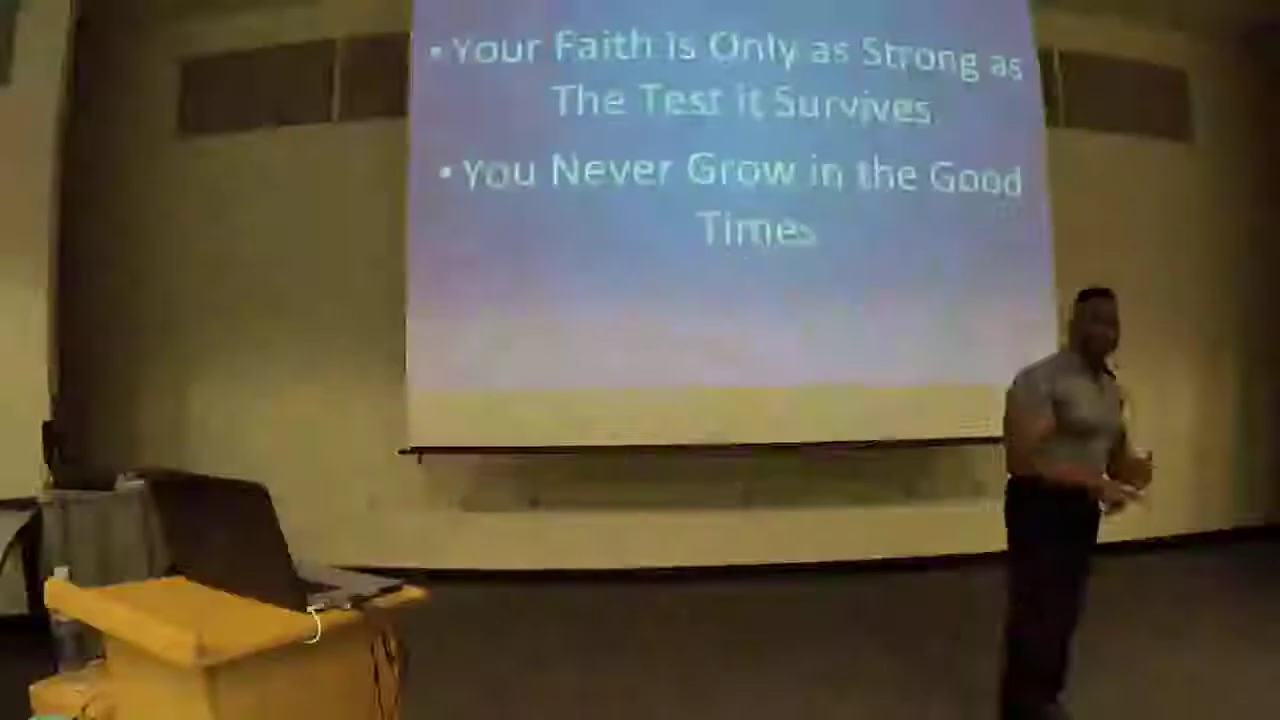 • Your Faith is Only as Strong as
The Test it Survives.
• You Never Grow in the Good
Times